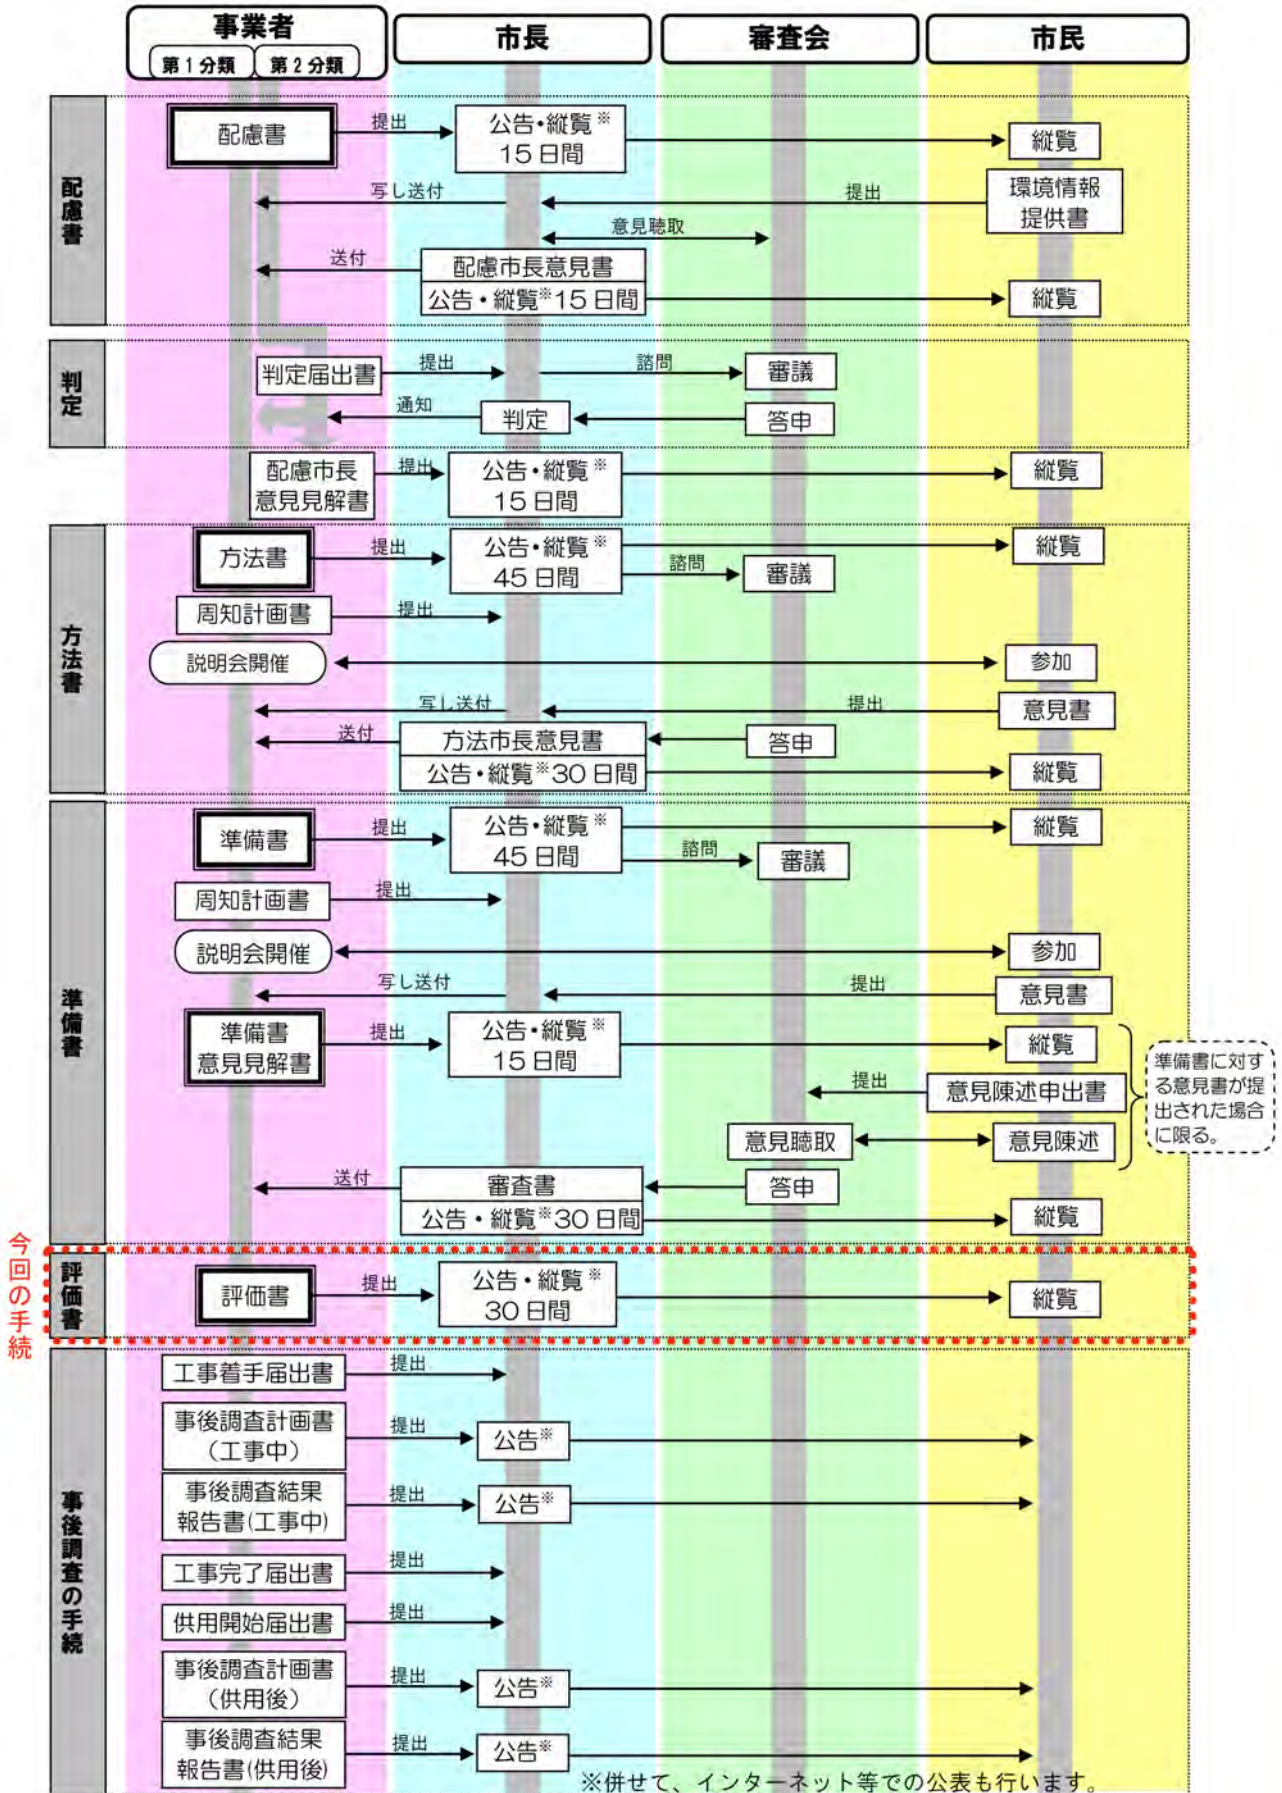 事業者
第1分類
第2分類
市長
審査会
市民
配慮書
配慮書
提出
公告・縦覧※
15日間
縦覧
写し送付
提出
環境情報
提供書
意見聴取
送付
配慮市長意見書
公告・縦覧※15日間
縦覧
判定
判定届出書
提出
諮問
審議
通知
判定
答申
配慮市長
意見見解書
提出
公告・縦覧※
15日間
縦覧
方法書
方法書
提出
公告・縦覧※
45日間
縦覧
諮問
審議
周知計画書
提出
説明会開催
参加
写し送付
提出
意見書
送付
方法市長意見書
答申
公告・縦覧※30日間
縦覧
準備書
準備書
提出
公告・縦覧※
45日間
縦覧
諮問
審議
周知計画書
提出
説明会開催
参加
写し送付
提出
意見書
準備書
意見見解書
提出
公告・縦覧※
15日間
縦覧
準備書に対す
る意見書が提
出された場合
に限る。
提出
意見陳述申出書
意見聴取
意見陳述
送付
審査書
答申
公告・縦覧※30日間
縦覧
今回の手続
評価書
評価書
提出
公告・縦覧※
30日間
縦覧
事後調査の手続
工事着手届出書
提出
事後調査計画書
(工事中)
提出
公告※
事後調査結果
報告書(工事中)
提出
公告※
工事完了届出書
提出
供用開始届出書
提出
事後調査計画書
(供用後)
提出
公告※
事後調査結果
報告書(供用後)
提出
公告※
※併せて、インターネット等での公表も行います。